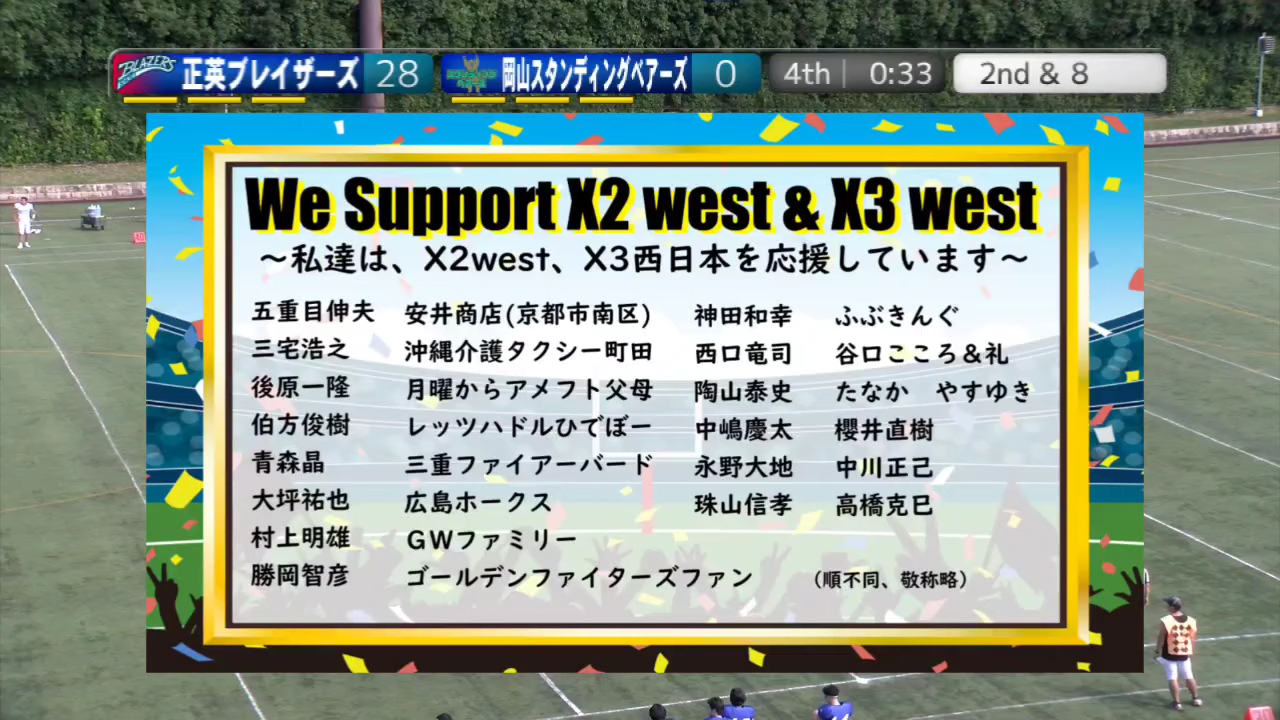 BLAZERS 正英ブレイザーズ 28 岡山スタンディングベアーズ 0 4th 0:33 2nd & 8
We Support X2 west & X3 west
～私達は、X2west、X3西日本を応援しています～
五重目伸夫 安井商店(京都市南区) 神田和幸 ふぶきんぐ
三宅浩之 沖縄介護タクシー町田 西口竜司 谷口こころ&礼
後原一隆 月曜からアメフト父母 陶山泰史 たなか やすゆき
伯方俊樹 レッツハドルひでぼー 中嶋慶太 櫻井直樹
青森晶 三重ファイアーバード 永野大地 中川正己
大坪祐也 広島ホークス 珠山信孝 高橋克巳
村上明雄 GWファミリー
勝岡智彦 ゴールデンファイターズファン (順不同、敬称略)